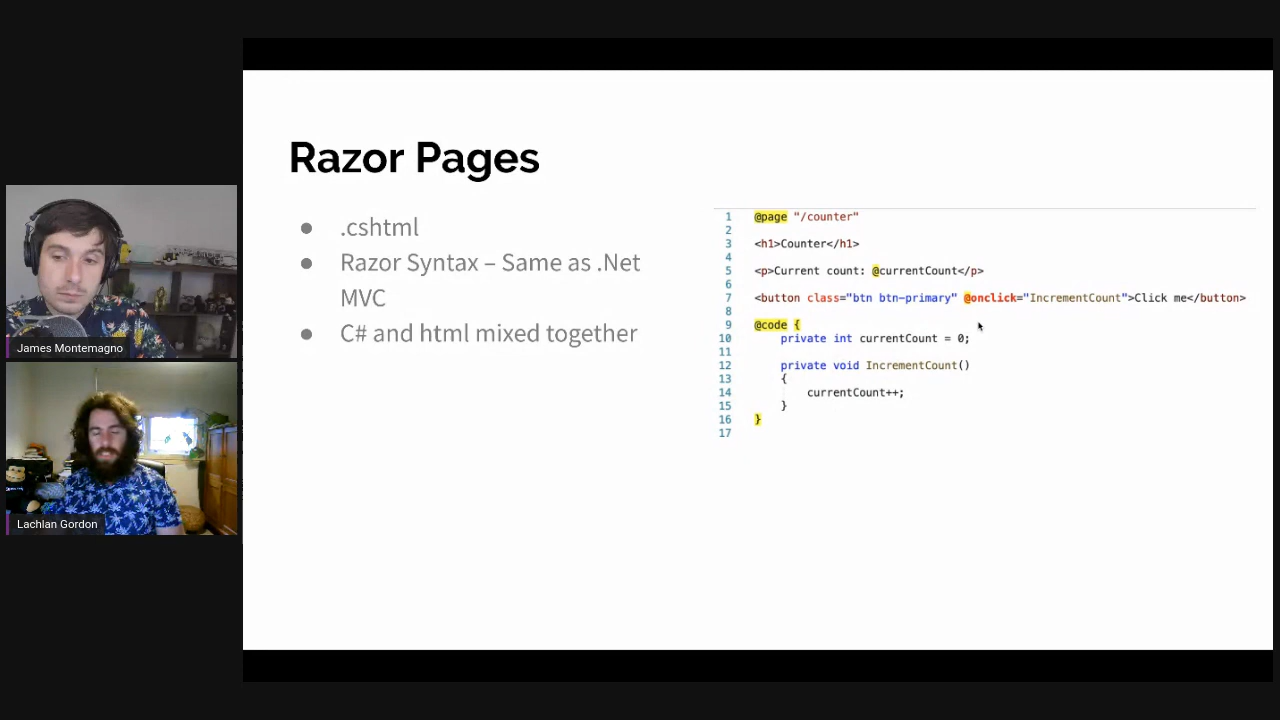 Razor Pages
.cshtml
Razor Syntax – Same as .Net
MVC
C# and html mixed together
1 @page "/counter"
2
3 <h1>Counter</h1>
4
5 <p>Current count: @currentCount</p>
6
7 <button class="btn btn-primary" @onclick="IncrementCount">Click me</button>
8
9 @code {
10 private int currentCount = 0;
11
12 private void IncrementCount()
13 {
14 currentCount++;
15 }
16 }
17
James Montemagno
Lachlan Gordon